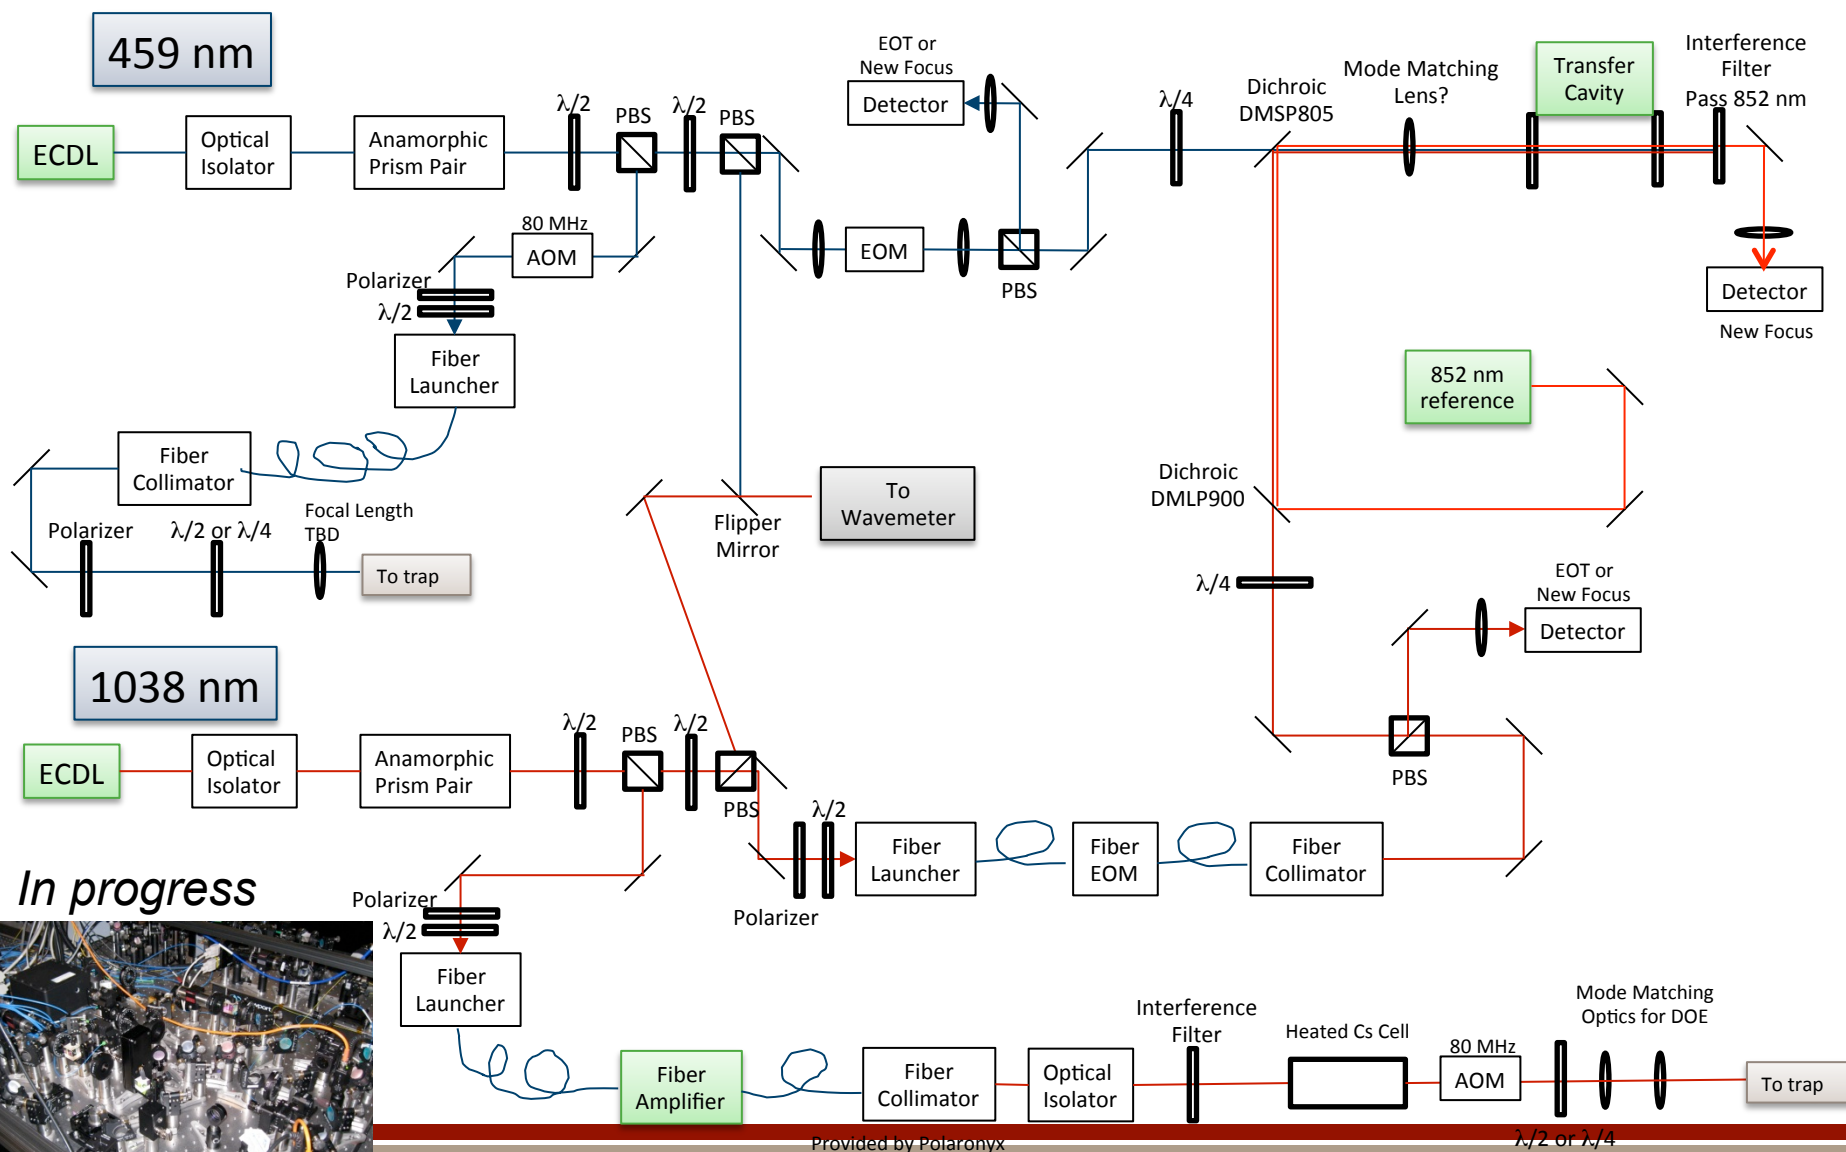 459 nm
ECDL
Optical
Isolator
Anamorphic
Prism Pair
λ/2
PBS
λ/2
PBS
EOT or
New Focus
Detector
λ/4
Dichroic
DMSP805
Mode Matching
Lens?
Transfer
Cavity
Interference
Filter
Pass 852 nm
80 MHz
AOM
EOM
PBS
Detector
New Focus
Polarizer
λ/2
Fiber
Launcher
852 nm
reference
Fiber
Collimator
Dichroic
DMLP900
To
Wavemeter
Flipper
Mirror
Polarizer
λ/2 or λ/4
Focal Length
TBD
To trap
λ/4
EOT or
New Focus
Detector
1038 nm
ECDL
Optical
Isolator
Anamorphic
Prism Pair
λ/2
PBS
λ/2
PBS
PBS
λ/2
Polarizer
Fiber
Launcher
Fiber
EOM
Fiber
Collimator
In progress
Polarizer
λ/2
Fiber
Launcher
Fiber
Amplifier
Fiber
Collimator
Optical
Isolator
Interference
Filter
Heated Cs Cell
80 MHz
AOM
Mode Matching
Optics for DOE
To trap
λ/2 or λ/4
Provided by Polaronyx